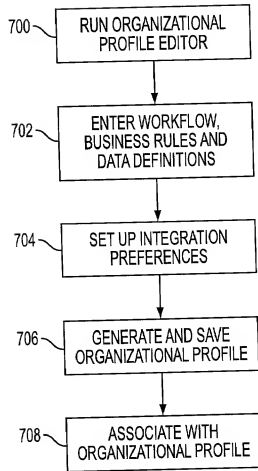 700
RUN ORGANIZATIONAL
PROFILE EDITOR
702
ENTER WORKFLOW,
BUSINESS RULES AND
DATA DEFINITIONS
704
SET UP INTEGRATION
PREFERENCES
706
GENERATE AND SAVE
ORGANIZATIONAL PROFILE
708
ASSOCIATE WITH
ORGANIZATIONAL PROFILE